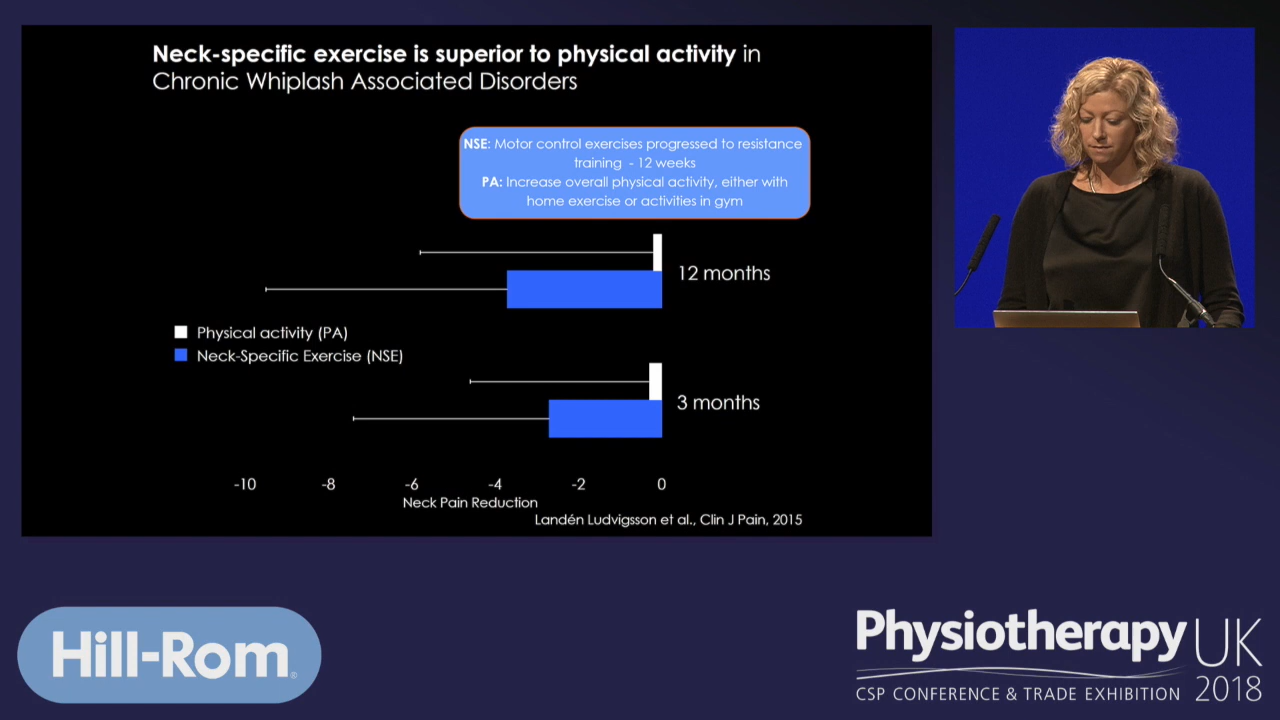 Neck-specific exercise is superior to physical activity in
Chronic Whiplash Associated Disorders
NSE: Motor control exercises progressed to resistance
training - 12 weeks
PA: Increase overall physical activity, either with
home exercise or activities in gym
12 months
Physical activity (PA)
Neck-Specific Exercise (NSE)
3 months
-10 -8 -6 -4 -2 0
Neck Pain Reduction
Landén Ludvigsson et al., Clin J Pain, 2015
Hill-Rom®
Physiotherapy UK
CSP CONFERENCE & TRADE EXHIBITION 2018